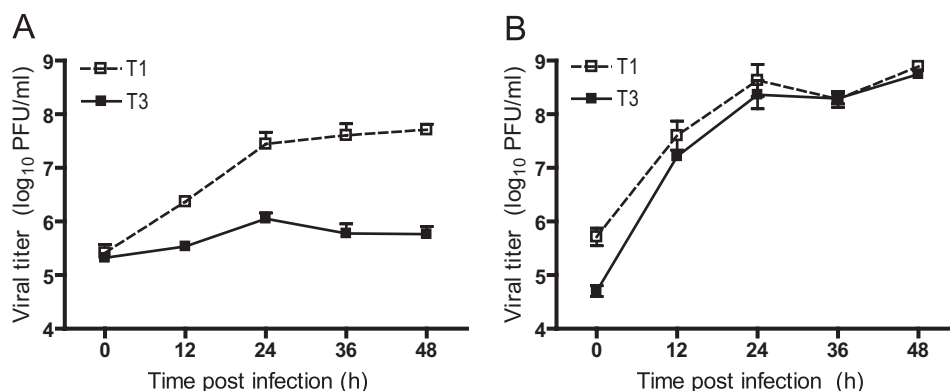 A
9
8
7
6
5
4
Viral titer (log10 PFU/ml)
T1
T3
0 12 24 36 48
Time post infection (h)
B
9
8
7
6
5
4
Viral titer (log10 PFU/ml)
T1
T3
0 12 24 36 48
Time post infection (h)